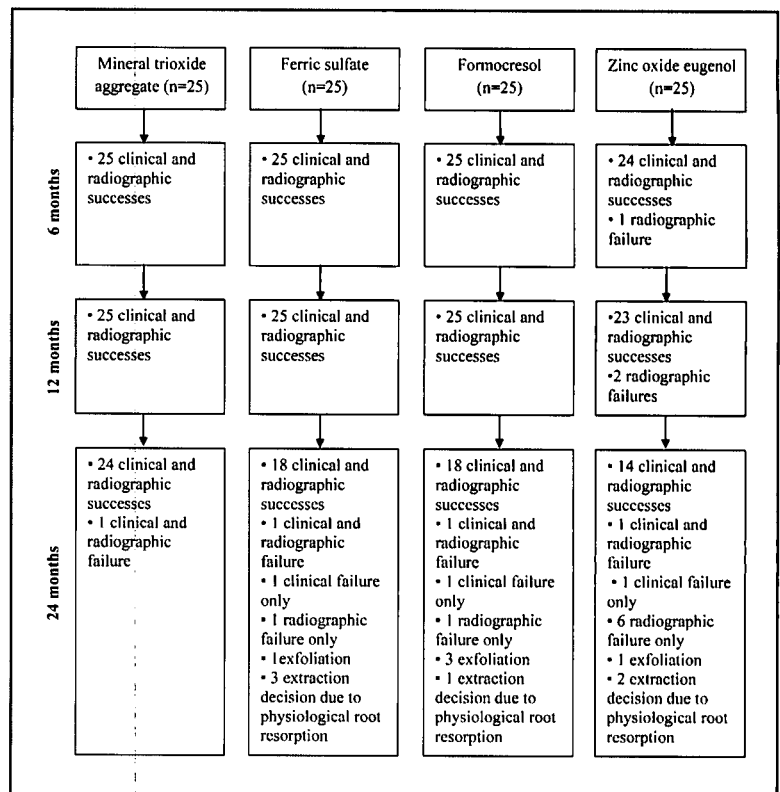 Mineral trioxide
aggregate (n=25)
Ferric sulfate
(n=25)
Formocresol
(n=25)
Zinc oxide eugenol
(n=25)
6 months
• 25 clinical and
radiographic
successes
• 25 clinical and
radiographic
successes
• 25 clinical and
radiographic
successes
• 24 clinical and
radiographic
successes
• 1 radiographic
failure
12 months
• 25 clinical and
radiographic
successes
• 25 clinical and
radiographic
successes
• 25 clinical and
radiographic
successes
•23 clinical and
radiographic
successes
•2 radiographic
failures
24 months
• 24 clinical and
radiographic
successes
• 1 clinical and
radiographic
failure
• 18 clinical and
radiographic
successes
• 1 clinical and
radiographic
failure
• 1 clinical failure
only
• 1 radiographic
failure only
• 1exfoliation
• 3 extraction
decision due to
physiological root
resorption
• 18 clinical and
radiographic
successes
• 1 clinical and
radiographic
failure
• 1 clinical failure
only
• 1 radiographic
failure only
• 3 exfoliation
• 1 extraction
decision due to
physiological root
resorption
• 14 clinical and
radiographic
successes
• 1 clinical and
radiographic
failure
• 1 clinical failure
only
• 6 radiographic
failure only
• 1 exfoliation
• 2 extraction
decision due to
physiological root
resorption